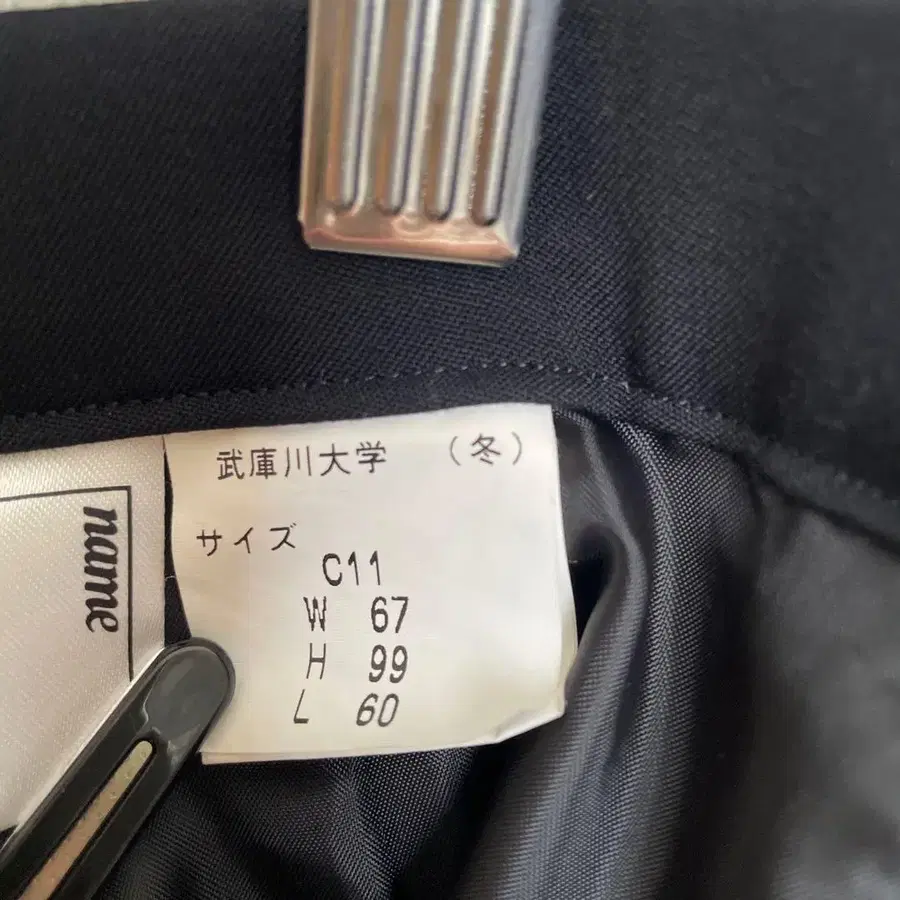 武庫川大学 （冬）
サイズ
C11
W 67
H 99
L 60
name